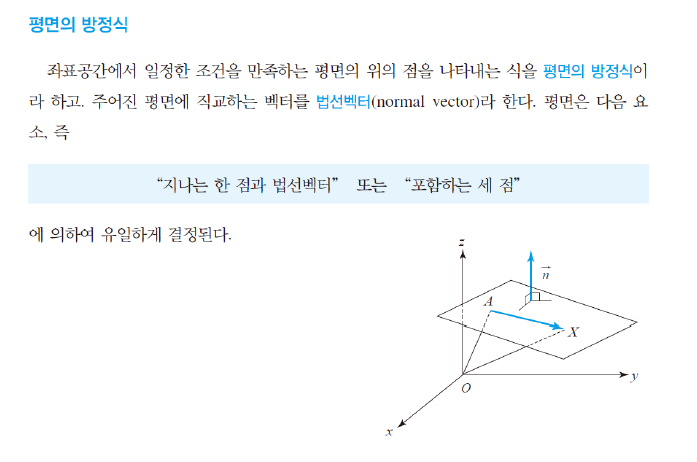 평면의 방정식
좌표공간에서 일정한 조건을 만족하는 평면의 위의 점을 나타내는 식을 평면의 방정식이
라 하고. 주어진 평면에 직교하는 벡터를 법선벡터(normal vector)라 한다. 평면은 다음 요
소, 즉
“지나는 한 점과 법선벡터” 또는 “포함하는 세 점”
에 의하여 유일하게 결정된다.
z
n
A
X
y
O
x